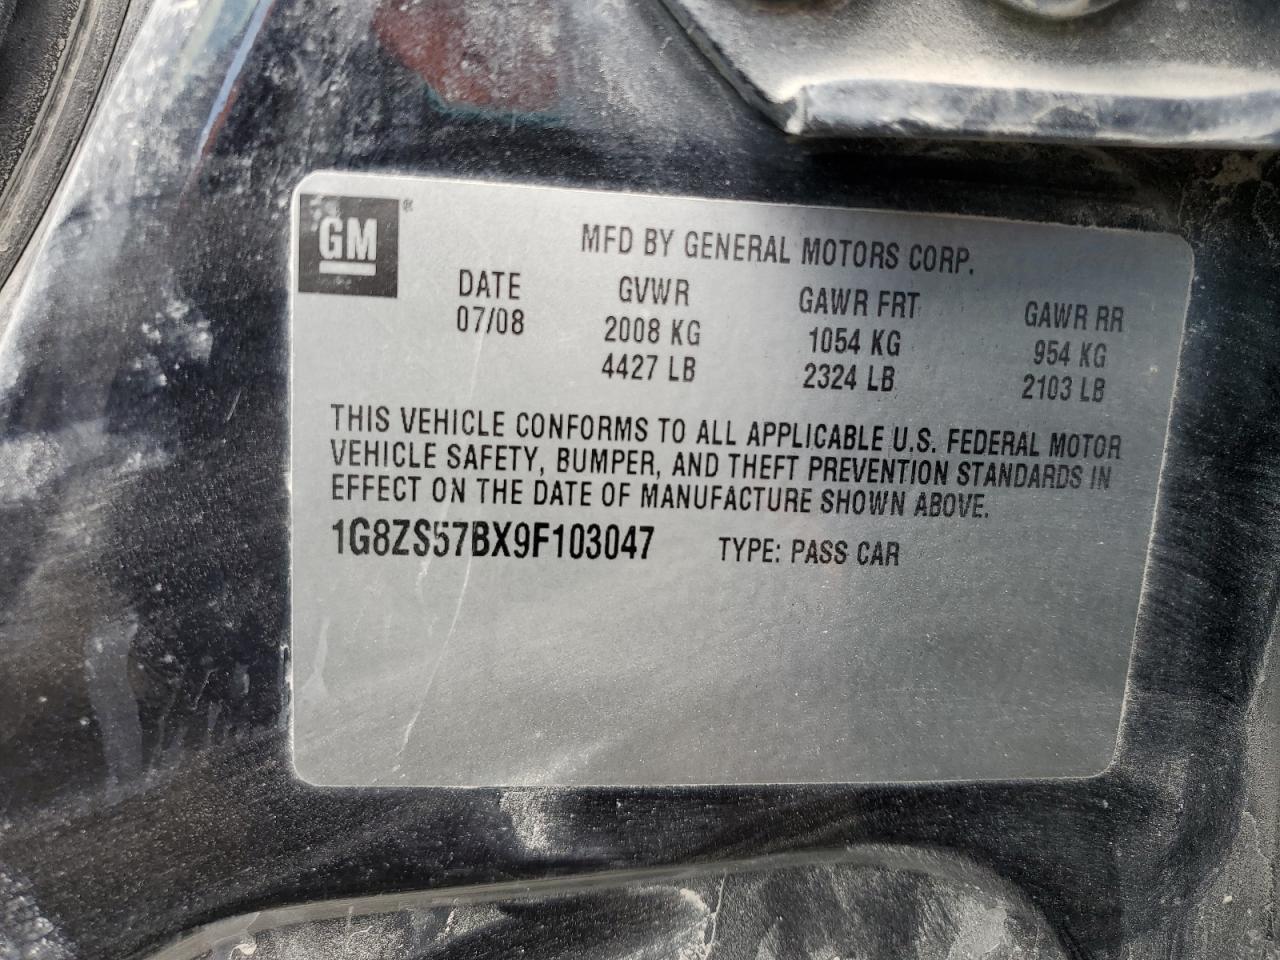 GM®
MFD BY GENERAL MOTORS CORP.
DATE GVWR GAWR FRT GAWR RR
07/08 2008 KG 1054 KG 954 KG
4427 LB 2324 LB 2103 LB
THIS VEHICLE CONFORMS TO ALL APPLICABLE U.S. FEDERAL MOTOR
VEHICLE SAFETY, BUMPER, AND THEFT PREVENTION STANDARDS IN
EFFECT ON THE DATE OF MANUFACTURE SHOWN ABOVE.
1G8ZS57BX9F103047 TYPE: PASS CAR